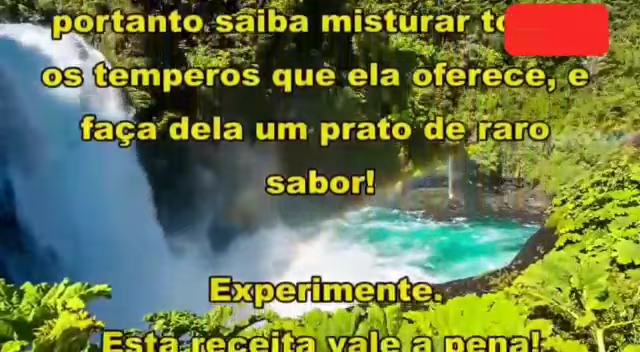 portanto saiba misturar
os temperos que ela oferece, e
faça dela um prato de raro
sabor!
Experimente.
Esta receita vale a pena!